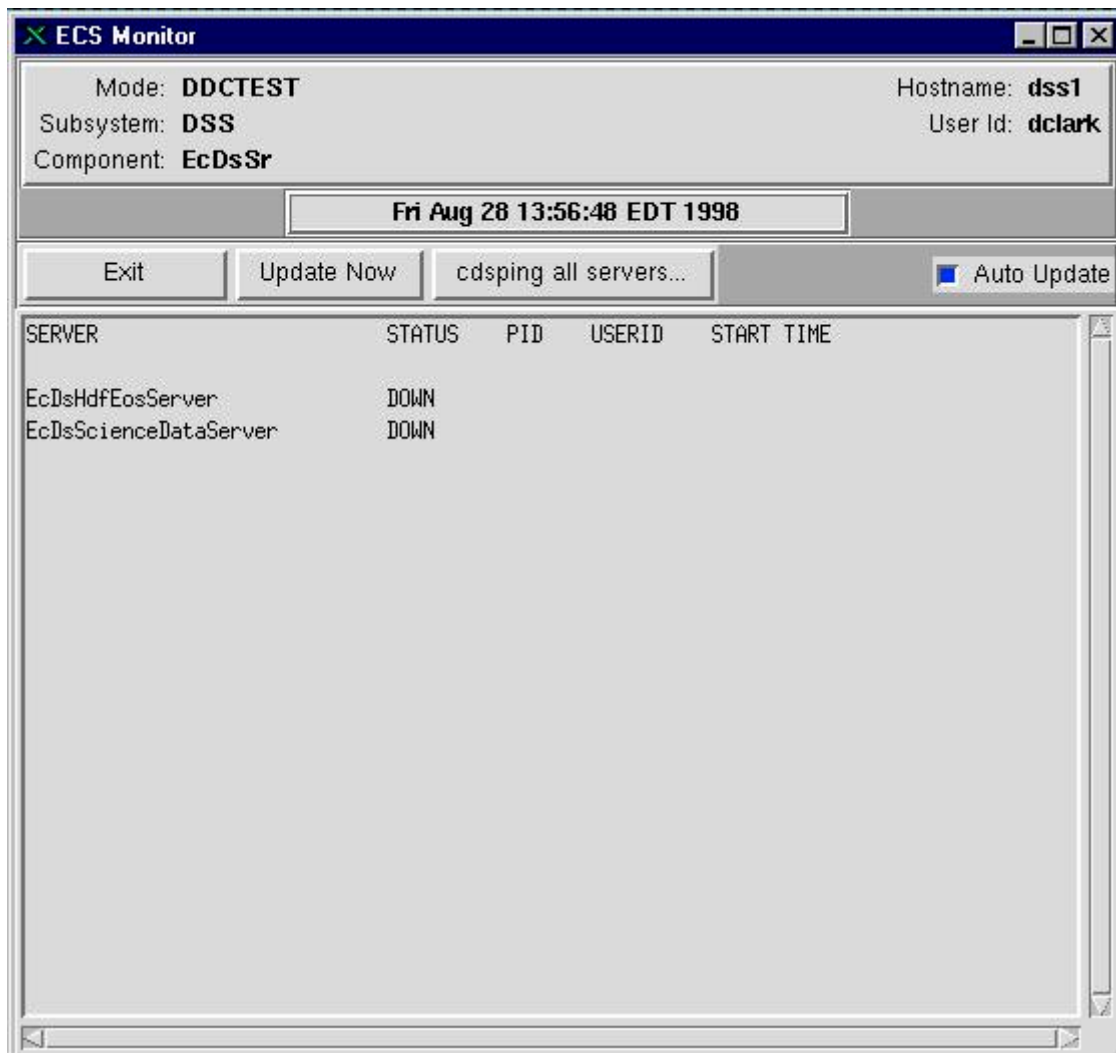 ECS Monitor
Mode: DDCTEST Hostname: dss1
Subsystem: DSS User Id: dclark
Component: EcDsSr
Fri Aug 28 13:56:48 EDT 1998
Exit Update Now cdsping all servers... Auto Update
SERVER STATUS PID USERID START TIME
EcDsHdfEosServer DOWN
EcDsScienceDataServer DOWN